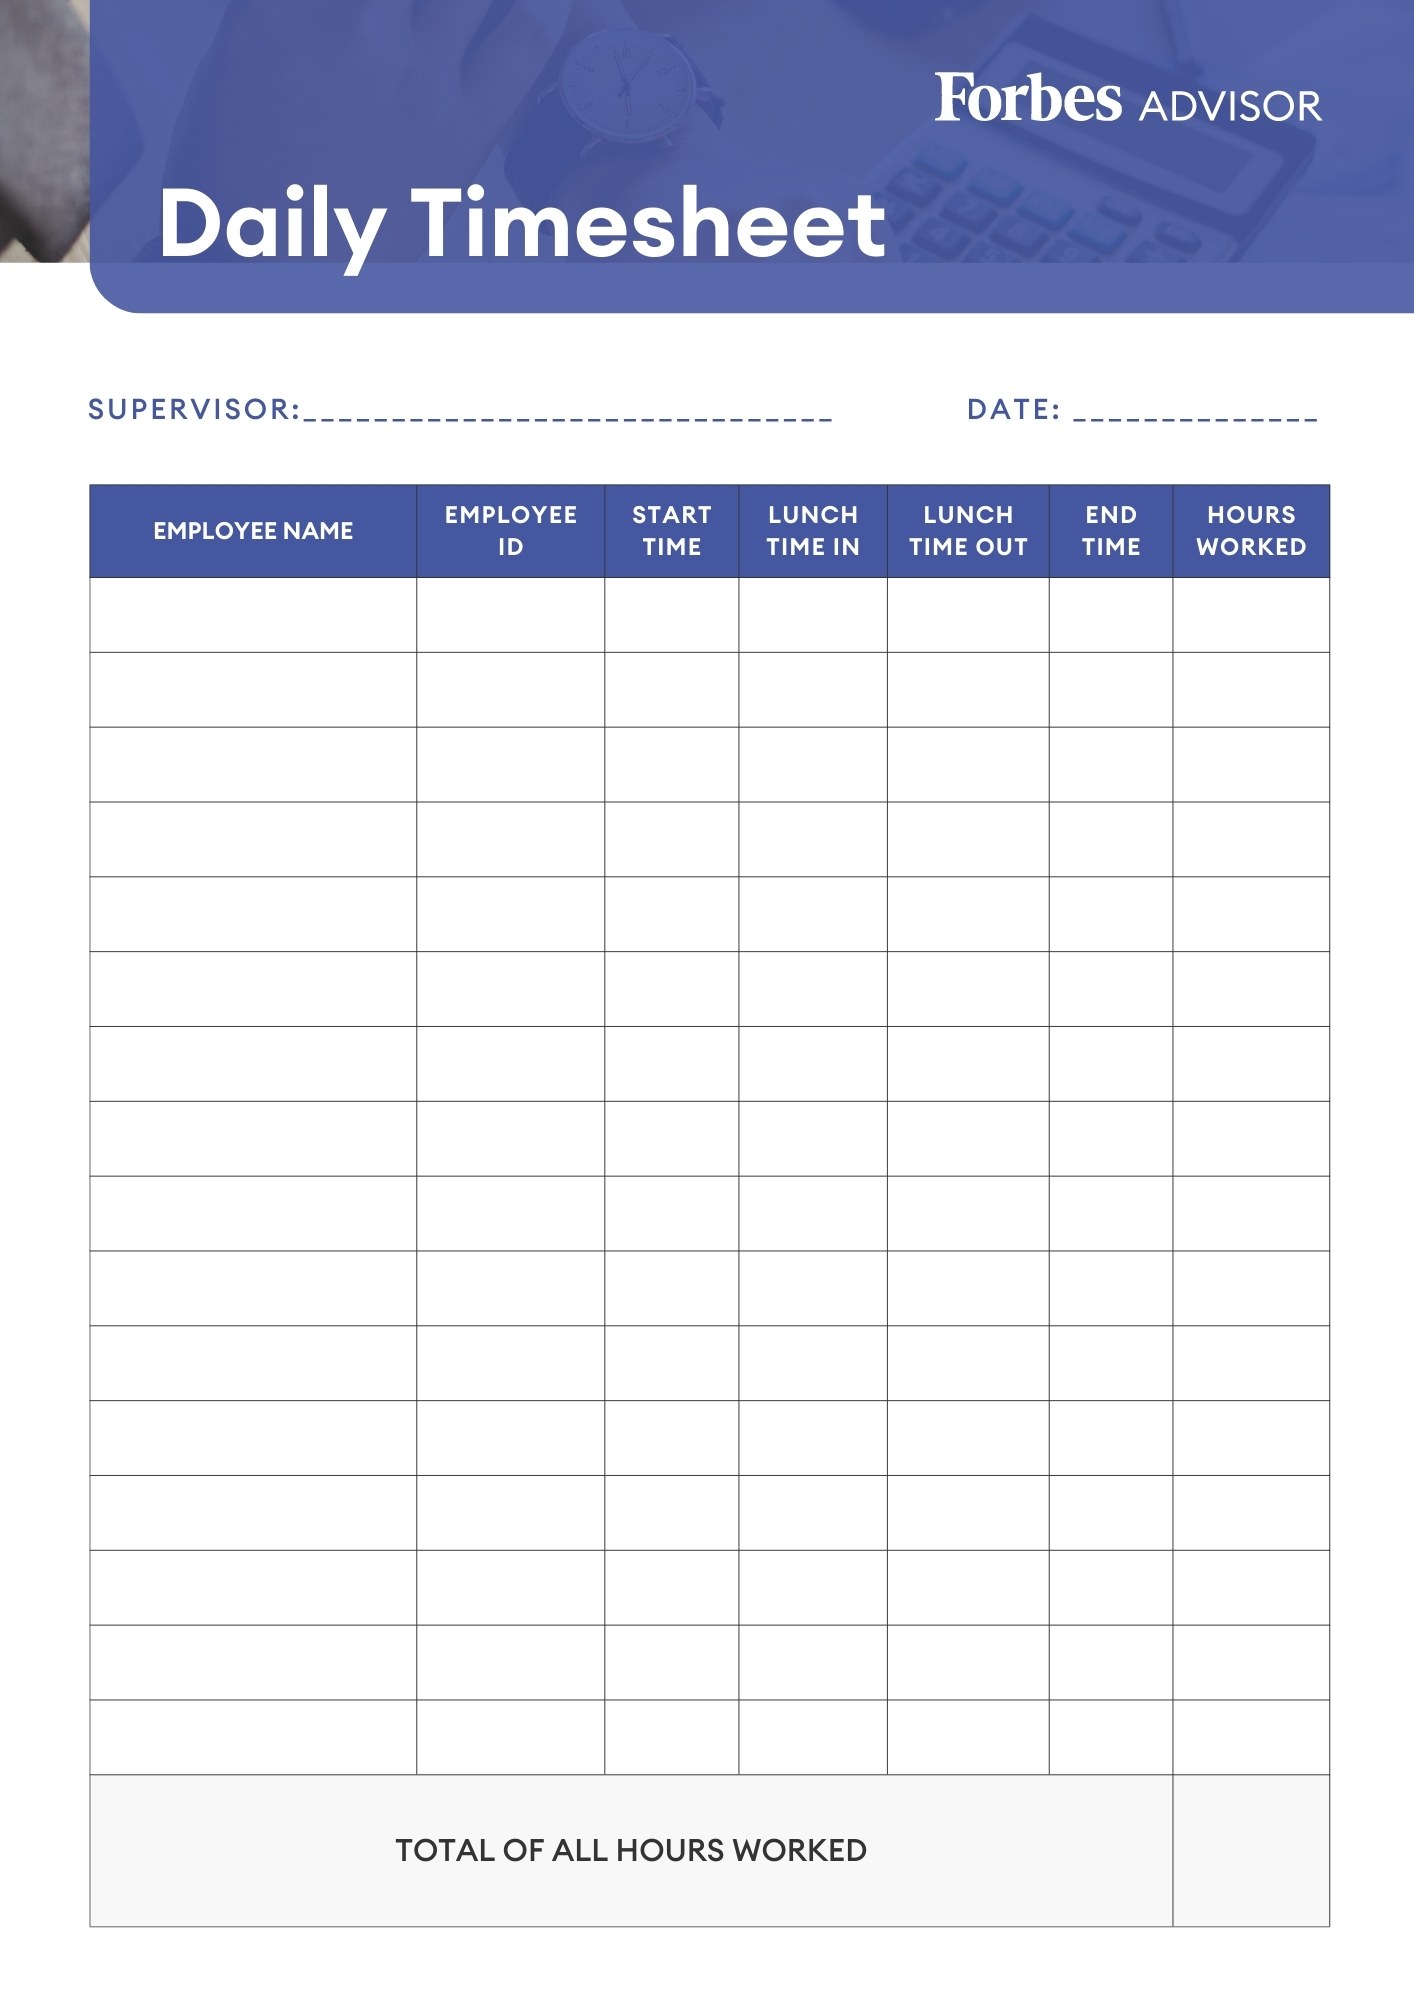 Forbes ADVISOR
Daily Timesheet
SUPERVISOR:______________________________ DATE: ______________
EMPLOYEE NAME
EMPLOYEE
ID
START
TIME
LUNCH
TIME IN
LUNCH
TIME OUT
END
TIME
HOURS
WORKED
TOTAL OF ALL HOURS WORKED